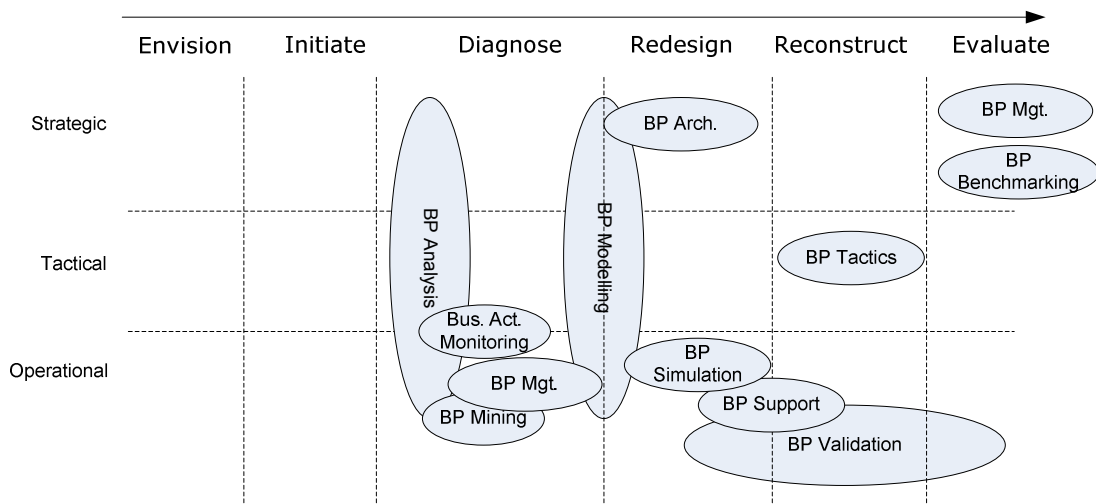 Envision Initiate Diagnose Redesign Reconstruct Evaluate
Strategic
BP Arch.
BP Mgt.
BP
Benchmarking
BP Analysis
BP Modelling
Tactical
BP Tactics
Bus. Act.
Monitoring
Operational
BP
Simulation
BP Mgt.
BP Mining
BP Support
BP Validation